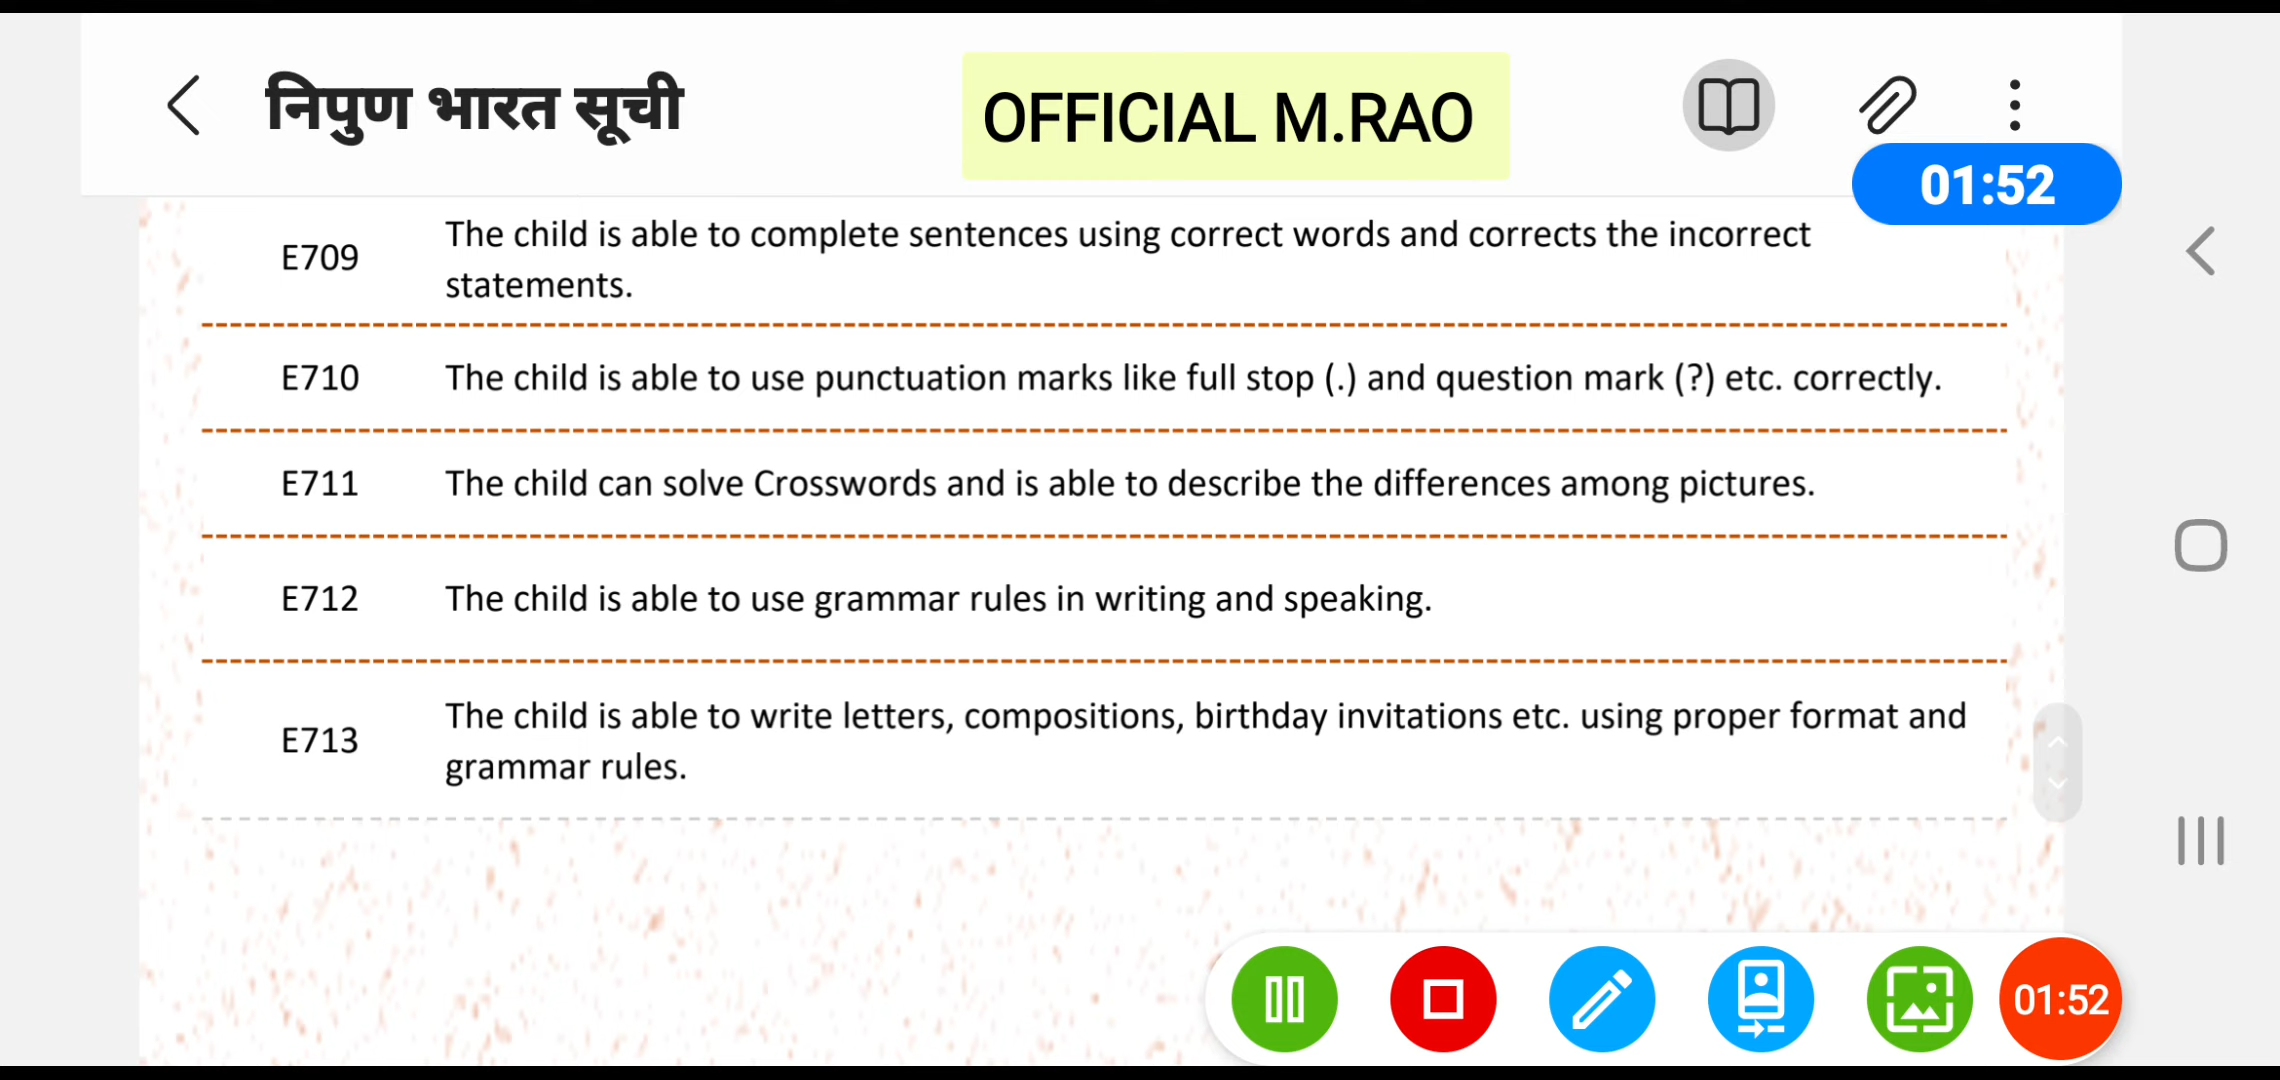 निपुण भारत सूची
OFFICIAL M.RAO
01:52
E709
The child is able to complete sentences using correct words and corrects the incorrect
statements.
E710
The child is able to use punctuation marks like full stop (.) and question mark (?) etc. correctly.
E711
The child can solve Crosswords and is able to describe the differences among pictures.
E712
The child is able to use grammar rules in writing and speaking.
E713
The child is able to write letters, compositions, birthday invitations etc. using proper format and
grammar rules.
01:52